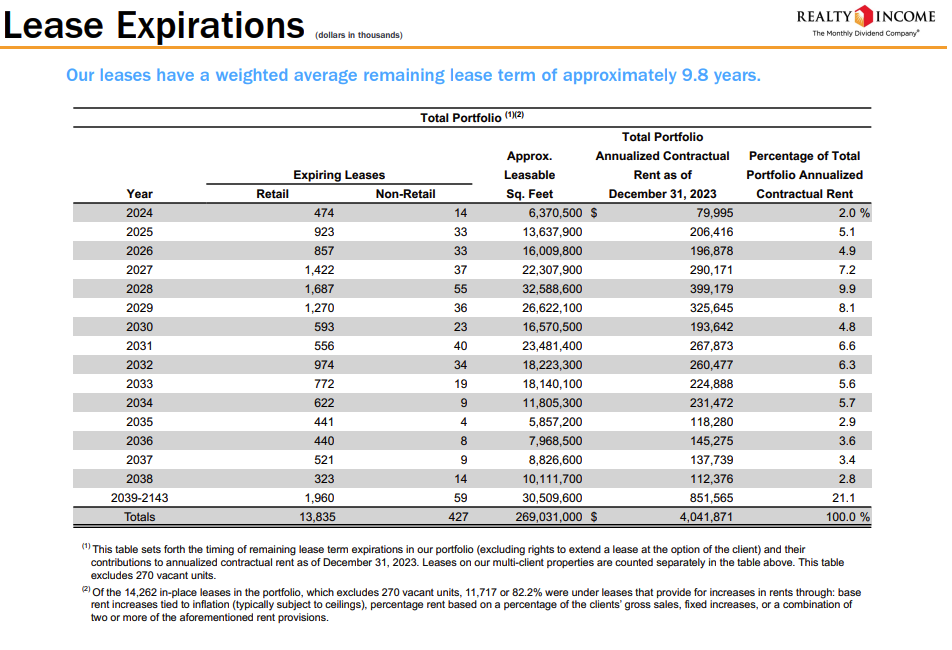 Lease Expirations (dollars in thousands)
REALTY INCOME
The Monthly Dividend Company®
Our leases have a weighted average remaining lease term of approximately 9.8 years.
Total Portfolio (1)(2)
Total Portfolio
Approx. Annualized Contractual Percentage of Total
Expiring Leases Leasable Rent as of Portfolio Annualized
Year Retail Non-Retail Sq. Feet December 31, 2023 Contractual Rent
2024 474 14 6,370,500 $ 79,995 2.0 %
2025 923 33 13,637,900 206,416 5.1
2026 857 33 16,009,800 196,878 4.9
2027 1,422 37 22,307,900 290,171 7.2
2028 1,687 55 32,588,600 399,179 9.9
2029 1,270 36 26,622,100 325,645 8.1
2030 593 23 16,570,500 193,642 4.8
2031 556 40 23,481,400 267,873 6.6
2032 974 34 18,223,300 260,477 6.3
2033 772 19 18,140,100 224,888 5.6
2034 622 9 11,805,300 231,472 5.7
2035 441 4 5,857,200 118,280 2.9
2036 440 8 7,968,500 145,275 3.6
2037 521 9 8,826,600 137,739 3.4
2038 323 14 10,111,700 112,376 2.8
2039-2143 1,960 59 30,509,600 851,565 21.1
Totals 13,835 427 269,031,000 $ 4,041,871 100.0 %
(1) This table sets forth the timing of remaining lease term expirations in our portfolio (excluding rights to extend a lease at the option of the client) and their
contributions to annualized contractual rent as of December 31, 2023. Leases on our multi-client properties are counted separately in the table above. This table
excludes 270 vacant units.
(2) Of the 14,262 in-place leases in the portfolio, which excludes 270 vacant units, 11,717 or 82.2% were under leases that provide for increases in rents through: base
rent increases tied to inflation (typically subject to ceilings), percentage rent based on a percentage of the clients' gross sales, fixed increases, or a combination of
two or more of the aforementioned rent provisions.